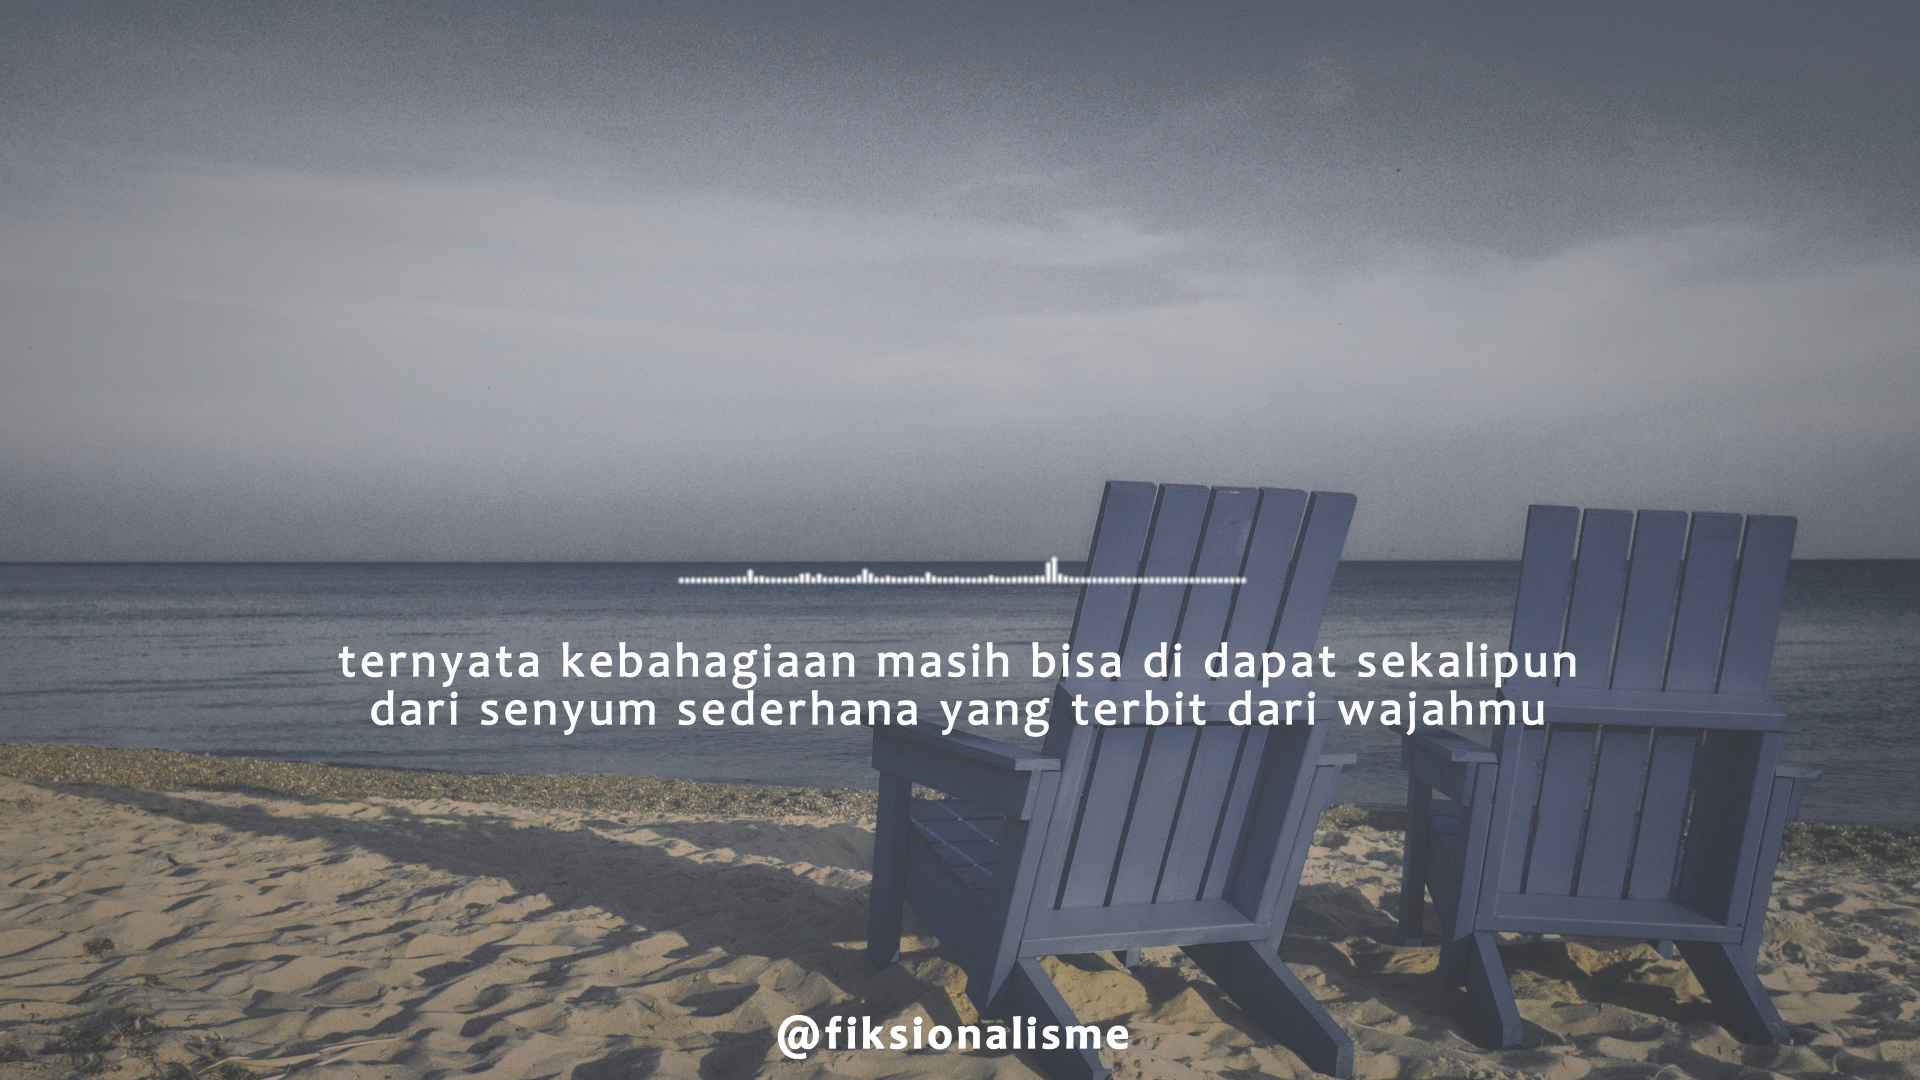 ternyata kebahagiaan masih bisa di dapat sekalipun
dari senyum sederhana yang terbit dari wajahmu
@fiksionalisme